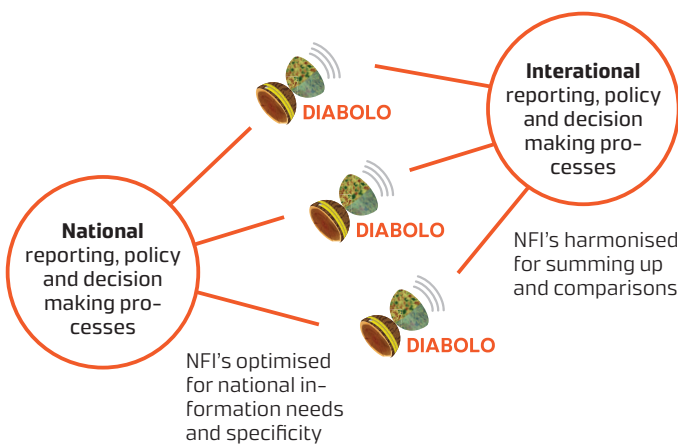 DIABOLO
Interational
reporting, policy
and decision
making pro-
cesses
DIABOLO
National
reporting, policy
and decision
making pro-
cesses
NFI's harmonised
for summing up
and comparisons
DIABOLO
NFI's optimised
for national in-
formation needs
and specificity